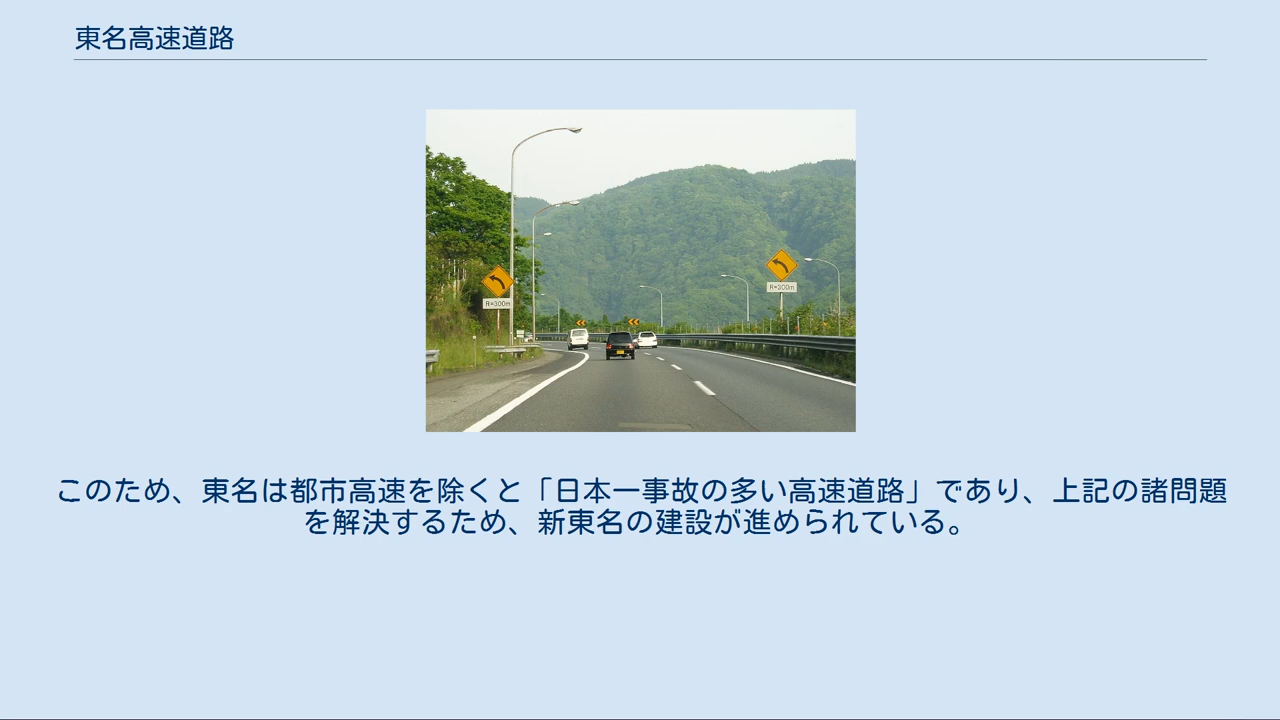 東名高速道路
R=300m
R=300m
このため、東名は都市高速を除くと「日本一事故の多い高速道路」であり、上記の諸問題
を解決するため、新東名の建設が進められている。